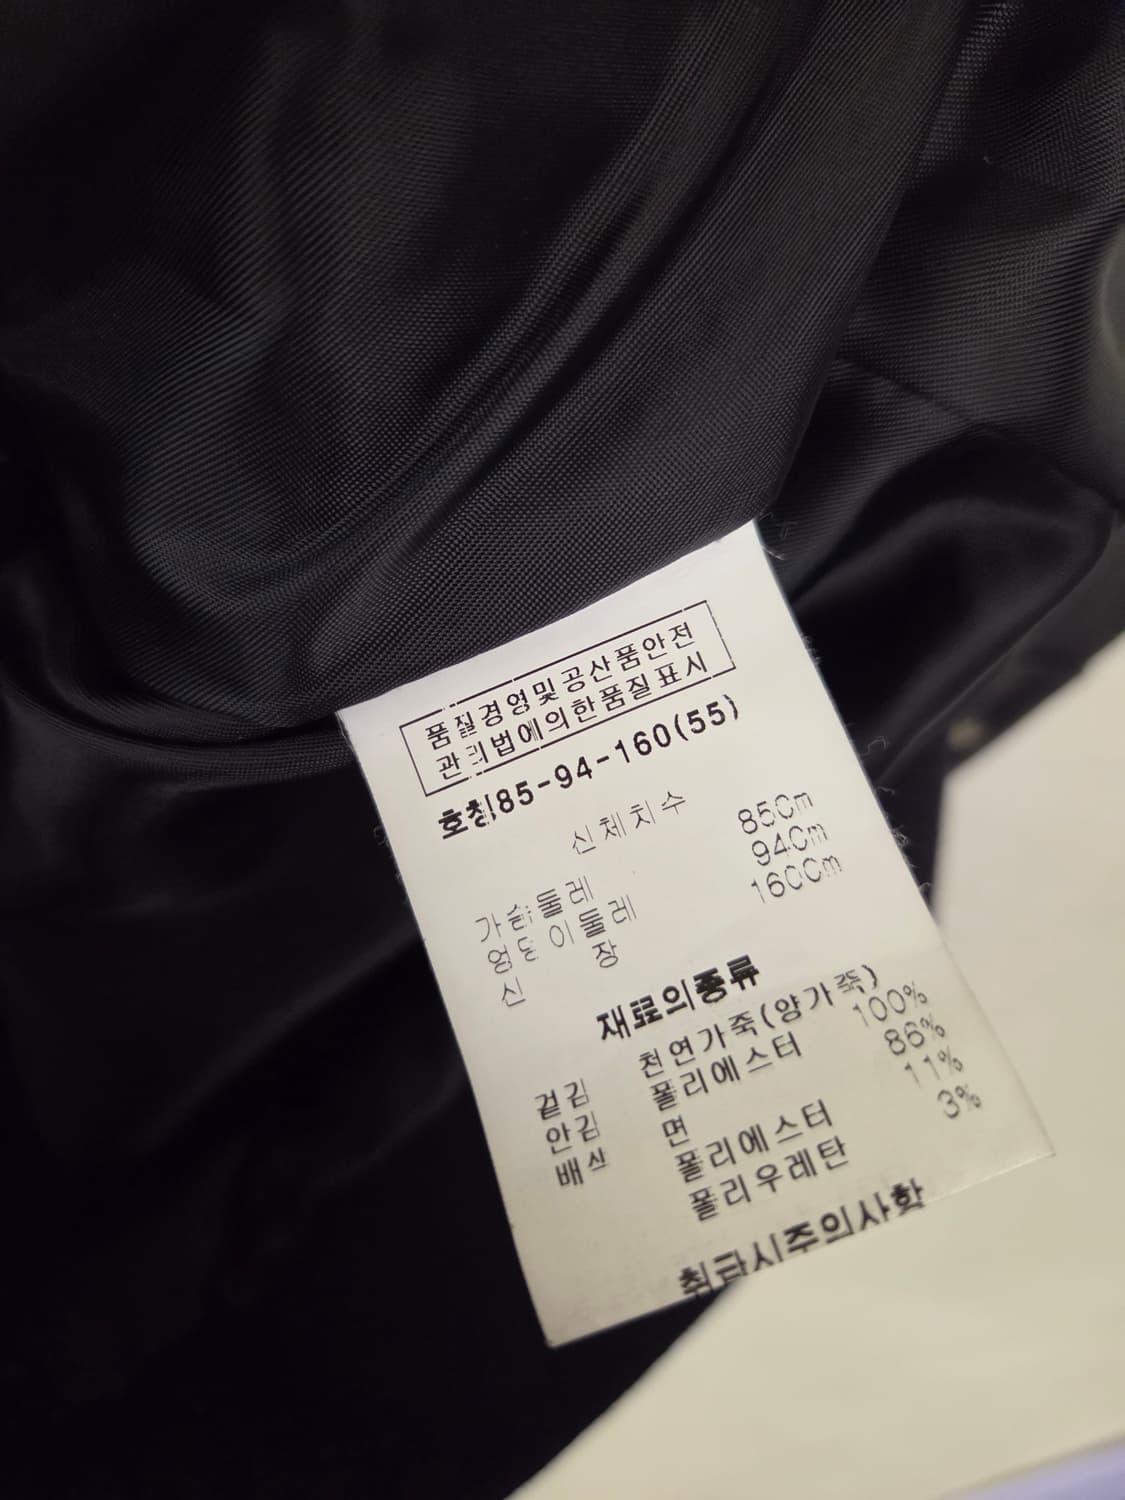 품질경영및공산품안전
관리법에의한품질표시
호칭85-94-160(55)
신체치수
가슴둘레 85Cm
엉덩이둘레 94Cm
신 장 160Cm
재료의종류
겉감 천연가죽(양가죽)
안감 폴리에스터 100%
배색 면 86%
폴리에스터 11%
폴리우레탄 3%
취급시주의사항